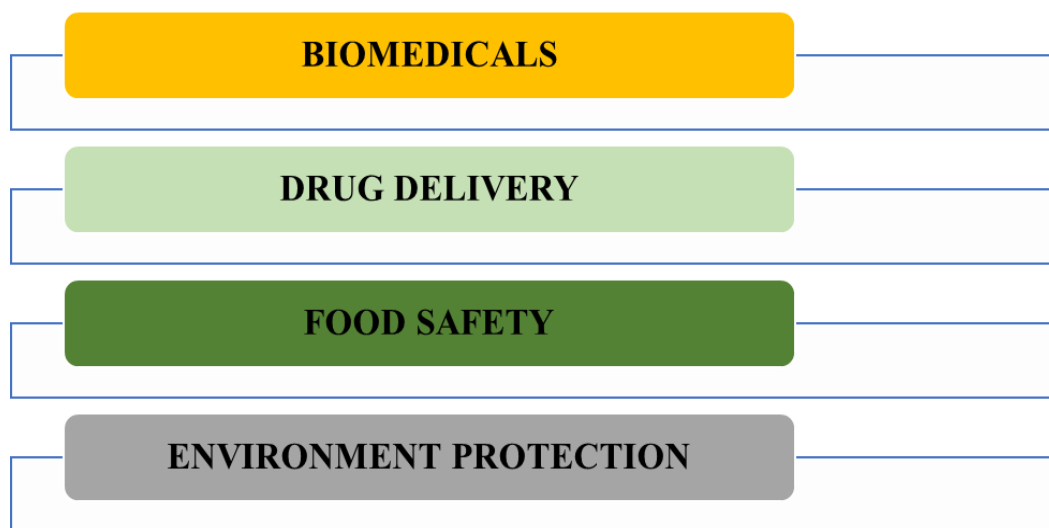 BIOMEDICALS
DRUG DELIVERY
FOOD SAFETY
ENVIRONMENT PROTECTION